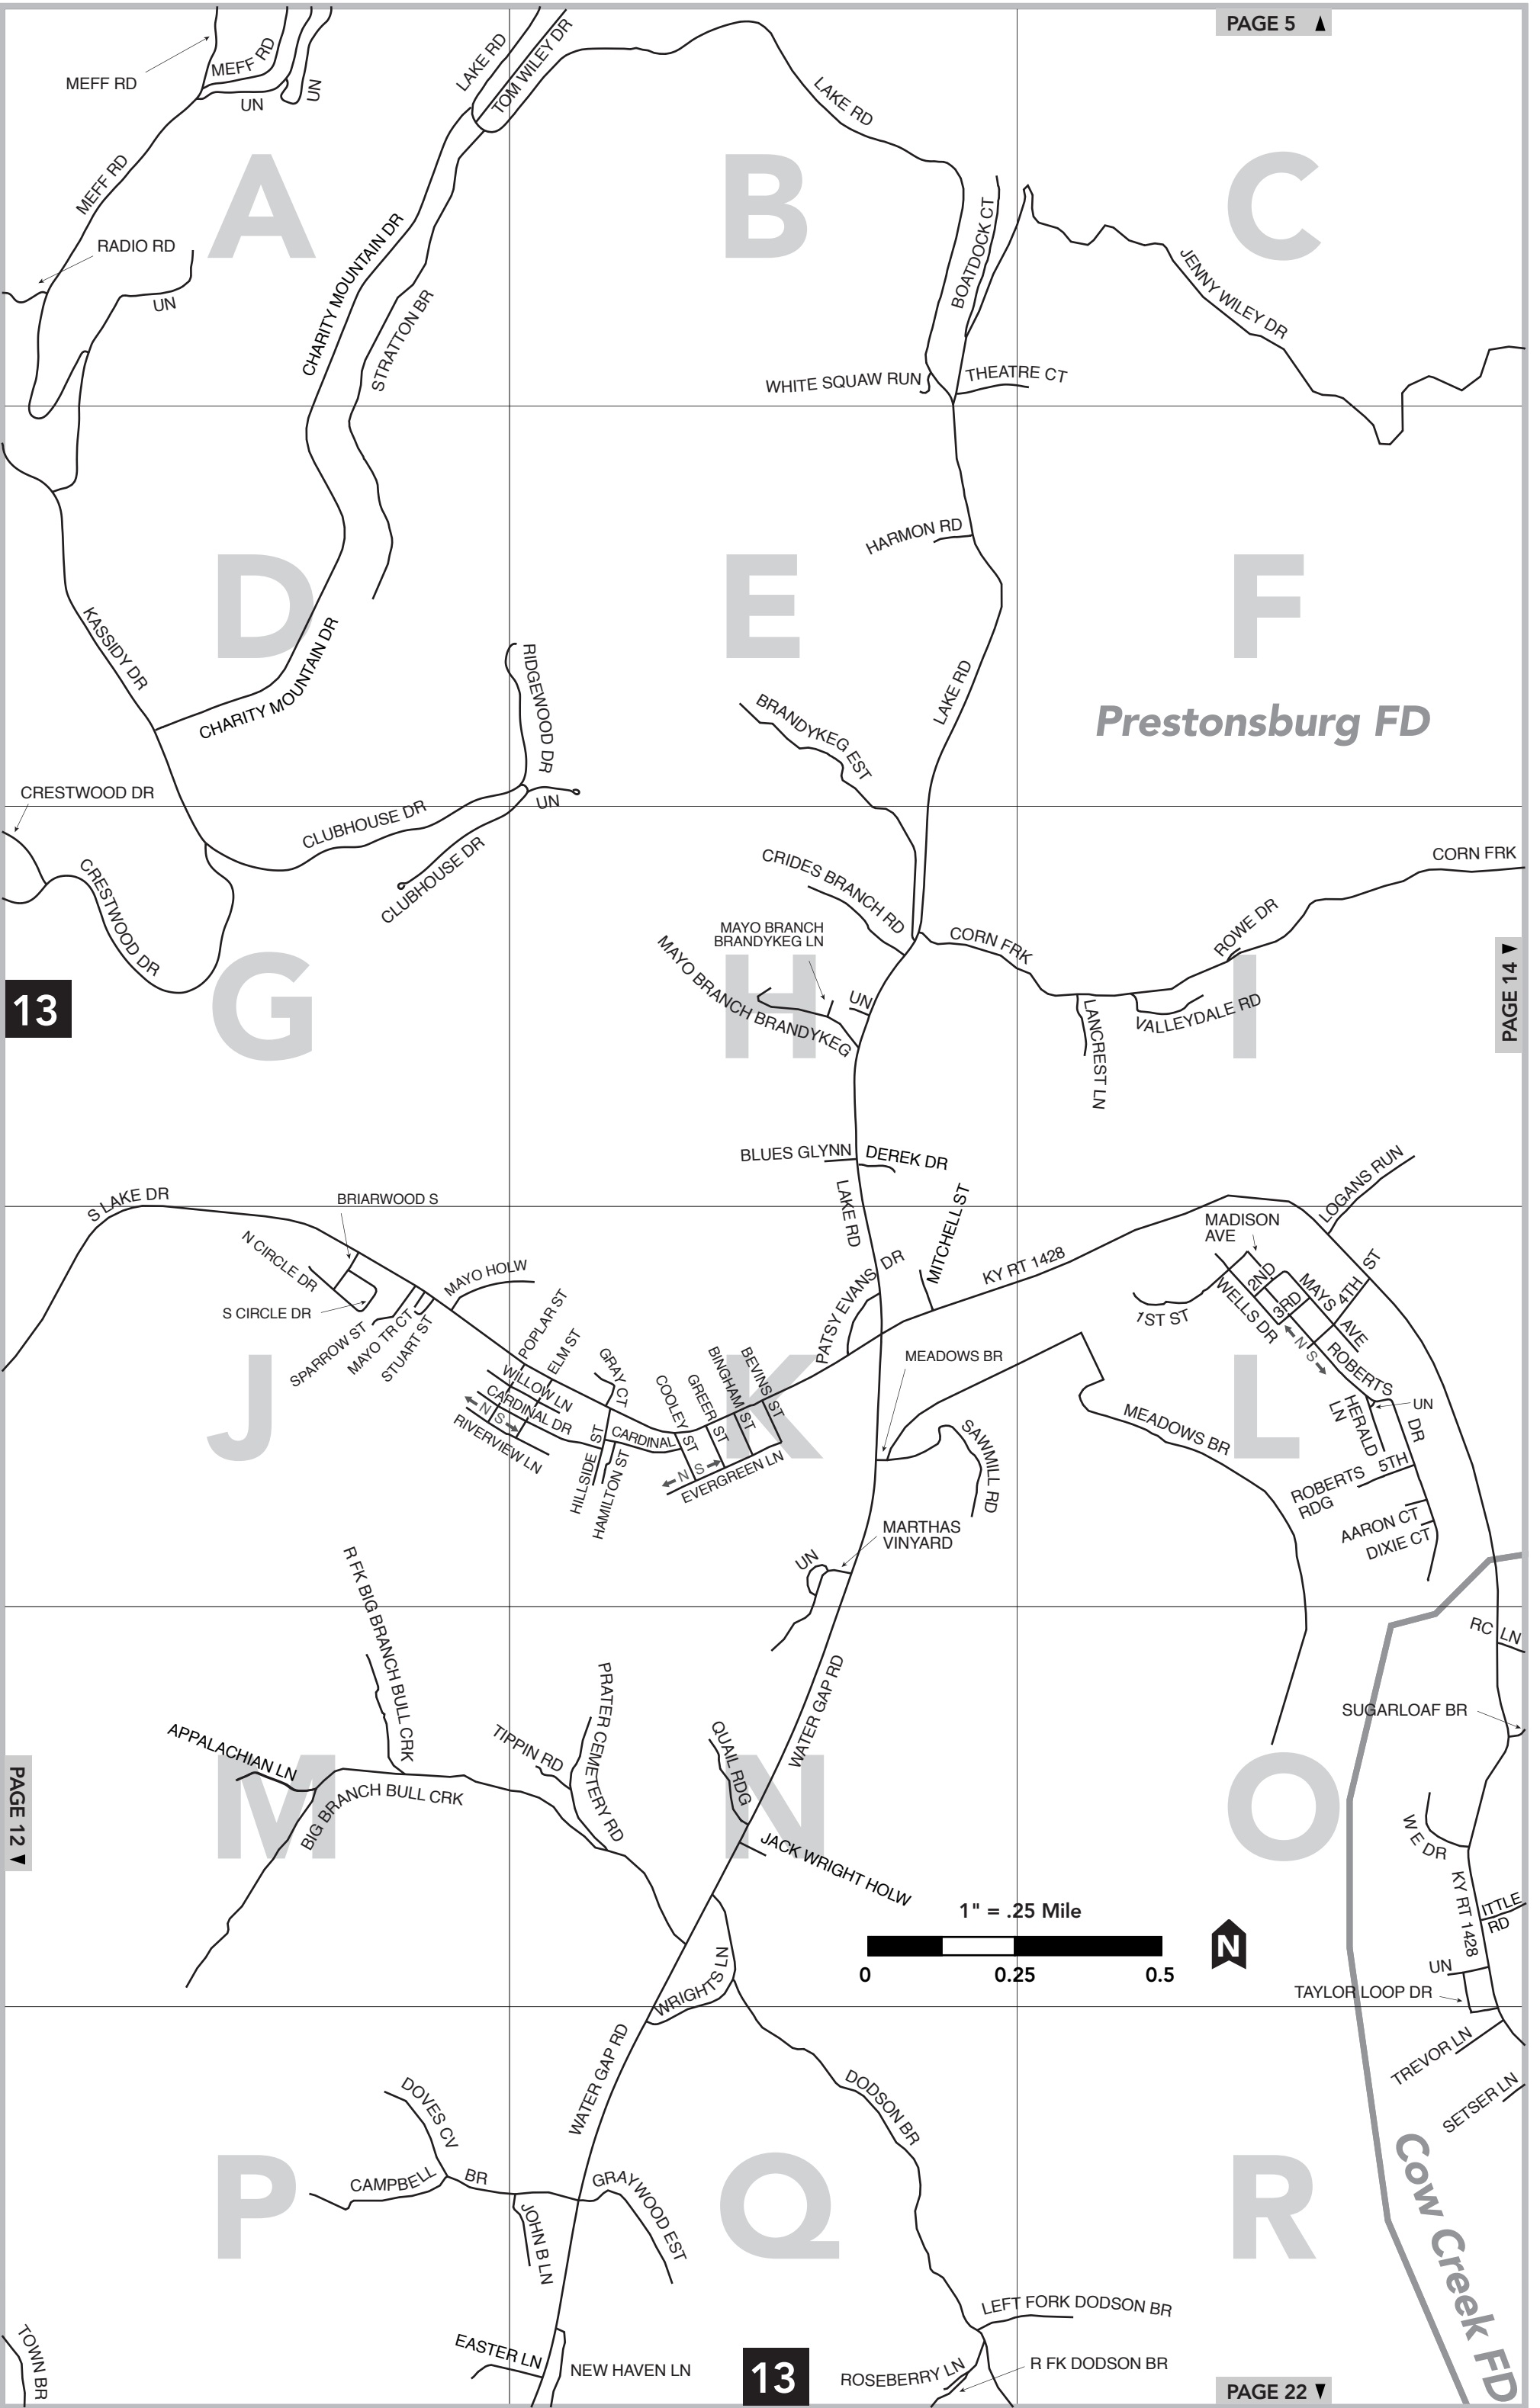 PAGE 5 ▲
MEFF RD
MEFF RD
UN
UN
LAKE RD
TOM WILEY DR
LAKE RD
MEFF RD
A
B
C
RADIO RD
UN
CHARITY MOUNTAIN DR
STRATTON BR
BOATDOCK CT
JENNY WILEY DR
WHITE SQUAW RUN
THEATRE CT
HARMON RD
D
E
F
KASSIDY DR
CHARITY MOUNTAIN DR
RIDGEWOOD DR
LAKE RD
BRANDYKEG EST
Prestonsburg FD
CRESTWOOD DR
UN
CLUBHOUSE DR
CLUBHOUSE DR
CRESTWOOD DR
CRIDES BRANCH RD
CORN FRK
MAYO BRANCH
BRANDYKEG LN
CORN FRK
ROWE DR
MAYO BRANCH BRANDYKEG
UN
LANCREST LN
VALLEYDALE RD
13
G
H
I
PAGE 14 ▼
BLUES GLYNN
DEREK DR
S LAKE DR
BRIARWOOD S
LAKE RD
MITCHELL ST
LOGANS RUN
N CIRCLE DR
S CIRCLE DR
MAYO HOLW
SPARROW ST
MAYO TR CT
STUART ST
POPLAR ST
ELM ST
GRAY CT
PATSY EVANS DR
KY RT 1428
MADISON
AVE
1ST ST
2ND
3RD
4TH ST
MAYS AVE
WELLS DR
N S
ROBERTS DR
WILLOW LN
CARDINAL DR
N S
RIVERVIEW LN
HILLSIDE ST
HAMILTON ST
CARDINAL
COOLEY ST
GREER ST
BINGHAM ST
BEVINS ST
N S
EVERGREEN LN
MEADOWS BR
MEADOWS BR
SAWMILL RD
J
K
L
UN
HERALD LN
5TH
ROBERTS
RDG
AARON CT
DIXIE CT
MARTHAS
VINYARD
UN
R FK BIG BRANCH BULL CRK
RC LN
SUGARLOAF BR
APPALACHIAN LN
BIG BRANCH BULL CRK
TIPPIN RD
PRATER CEMETERY RD
QUAIL RDG
WATER GAP RD
JACK WRIGHT HOLW
M
N
O
PAGE 12 ▼
W E DR
KY RT 1428
ITTLE
RD
UN
TAYLOR LOOP DR
1" = .25 Mile
0 0.25 0.5
N
WRIGHTS LN
TREVOR LN
SETSER LN
WATER GAP RD
DODSON BR
DOVES CV
CAMPBELL BR
JOHN B LN
GRAYWOOD EST
P
Q
R
Cow Creek FD
LEFT FORK DODSON BR
TOWN BR
EASTER LN
NEW HAVEN LN
13
ROSEBERRY LN
R FK DODSON BR
PAGE 22 ▼